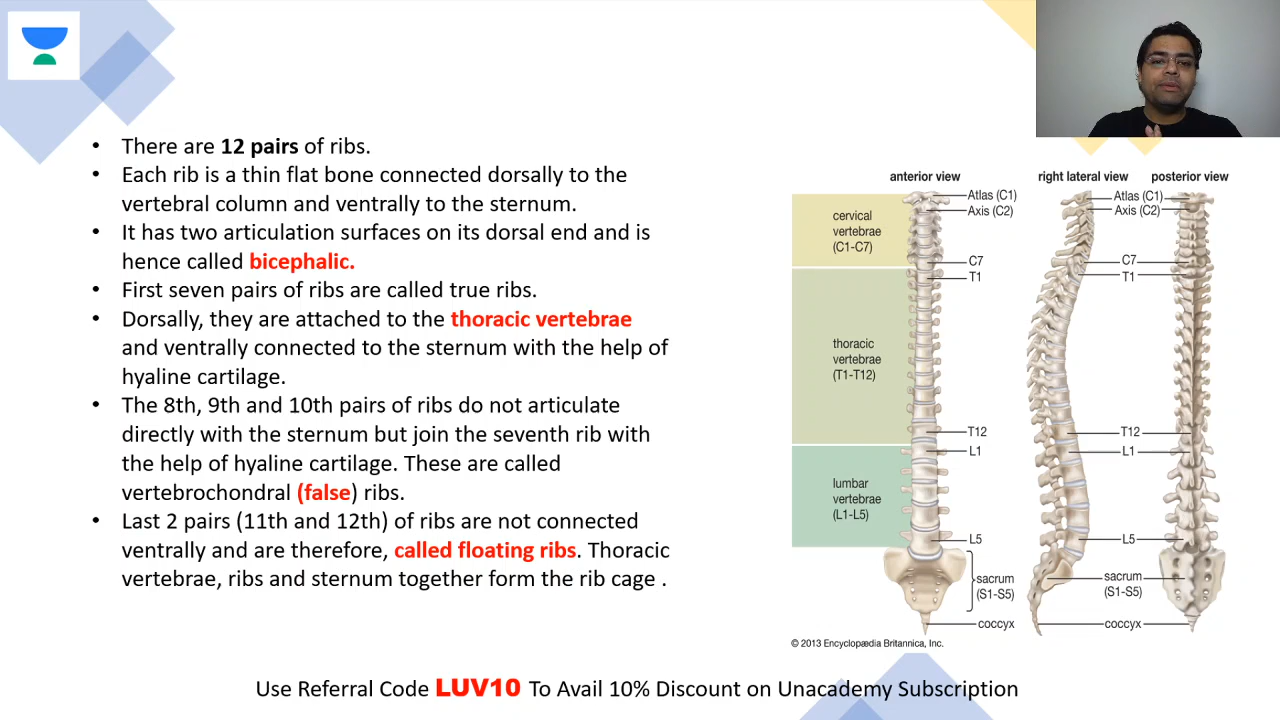 • There are 12 pairs of ribs.
• Each rib is a thin flat bone connected dorsally to the
vertebral column and ventrally to the sternum.
• It has two articulation surfaces on its dorsal end and is
hence called bicephalic.
• First seven pairs of ribs are called true ribs.
• Dorsally, they are attached to the thoracic vertebrae
and ventrally connected to the sternum with the help of
hyaline cartilage.
• The 8th, 9th and 10th pairs of ribs do not articulate
directly with the sternum but join the seventh rib with
the help of hyaline cartilage. These are called
vertebrochondral (false) ribs.
• Last 2 pairs (11th and 12th) of ribs are not connected
ventrally and are therefore, called floating ribs. Thoracic
vertebrae, ribs and sternum together form the rib cage .
anterior view
cervical
vertebrae
(C1-C7)
thoracic
vertebrae
(T1-T12)
lumbar
vertebrae
(L1-L5)
Atlas (C1)
Axis (C2)
C7
T1
T12
L1
L5
sacrum
(S1-S5)
coccyx
right lateral view
posterior view
Atlas (C1)
Axis (C2)
C7
T1
T12
L1
L5
sacrum
(S1-S5)
coccyx
© 2013 Encyclopædia Britannica, Inc.
Use Referral Code LUV10 To Avail 10% Discount on Unacademy Subscription